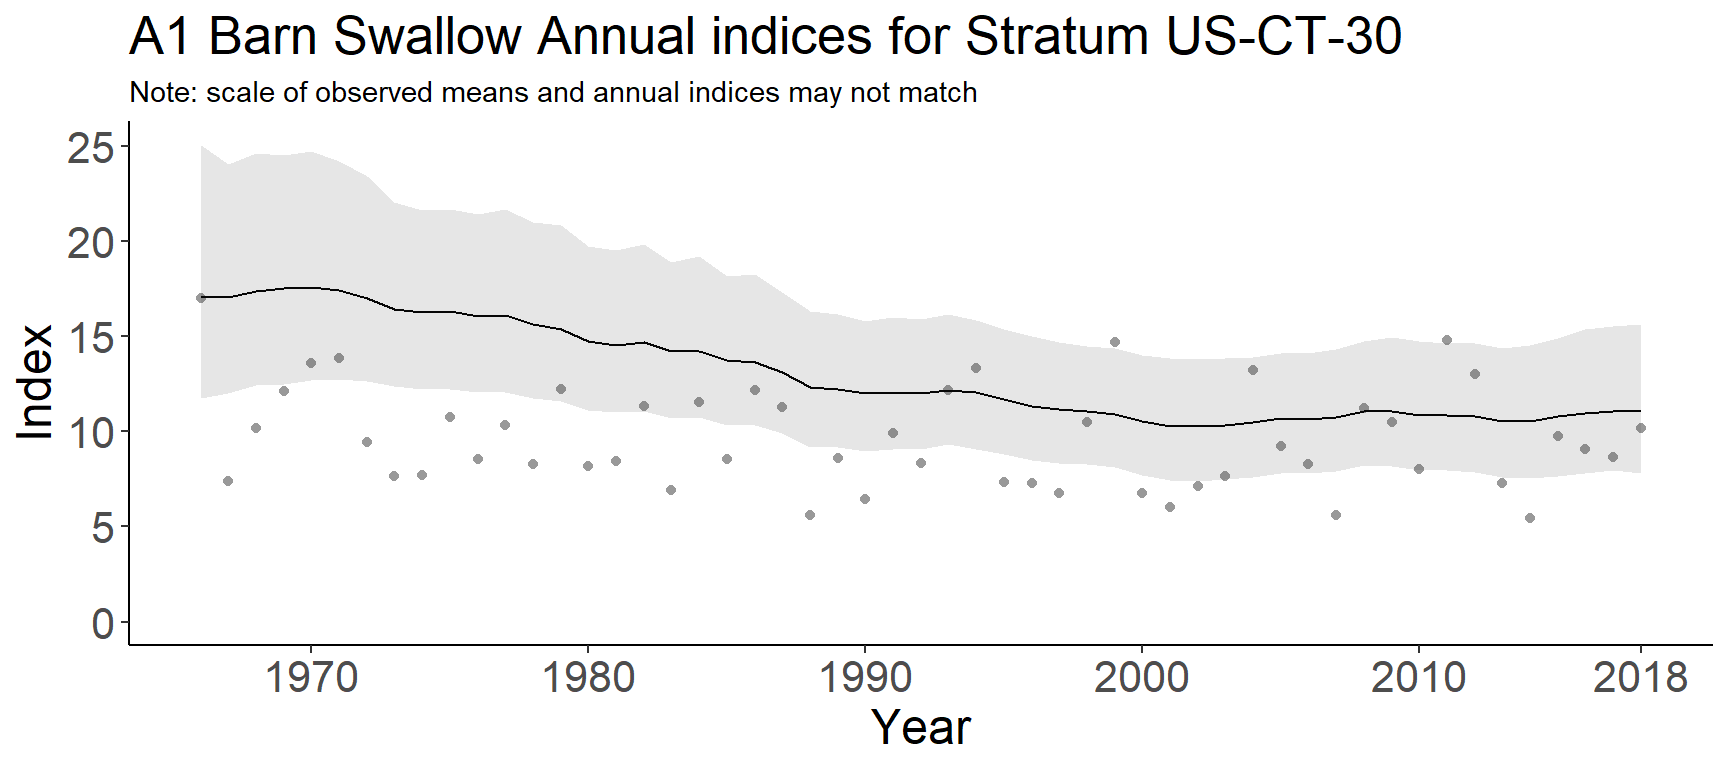 A1 Barn Swallow Annual indices for Stratum US-CT-30
Note: scale of observed means and annual indices may not match
25
20
15
10
5
0
Index
1970 1980 1990 2000 2010 2018
Year